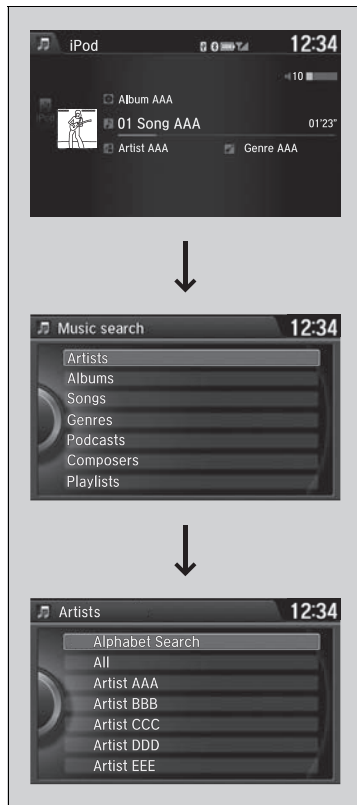 iPod 12:34
10
Album AAA
iPod
01 Song AAA 01'23"
Artist AAA Genre AAA
Music search 12:34
Artists
Albums
Songs
Genres
Podcasts
Composers
Playlists
Artists 12:34
Alphabet Search
All
Artist AAA
Artist BBB
Artist CCC
Artist DDD
Artist EEE